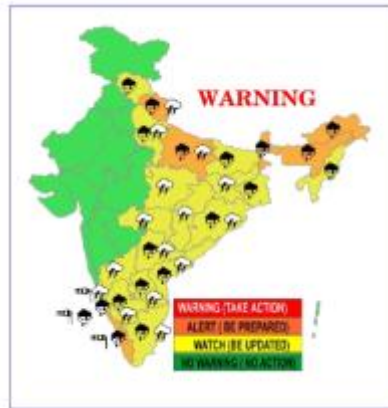 WARNING
WARNING (TAKE ACTION)
ALERT ( BE PREPARED)
WATCH (BE UPDATED)
NO WARNING / NO ACTION)